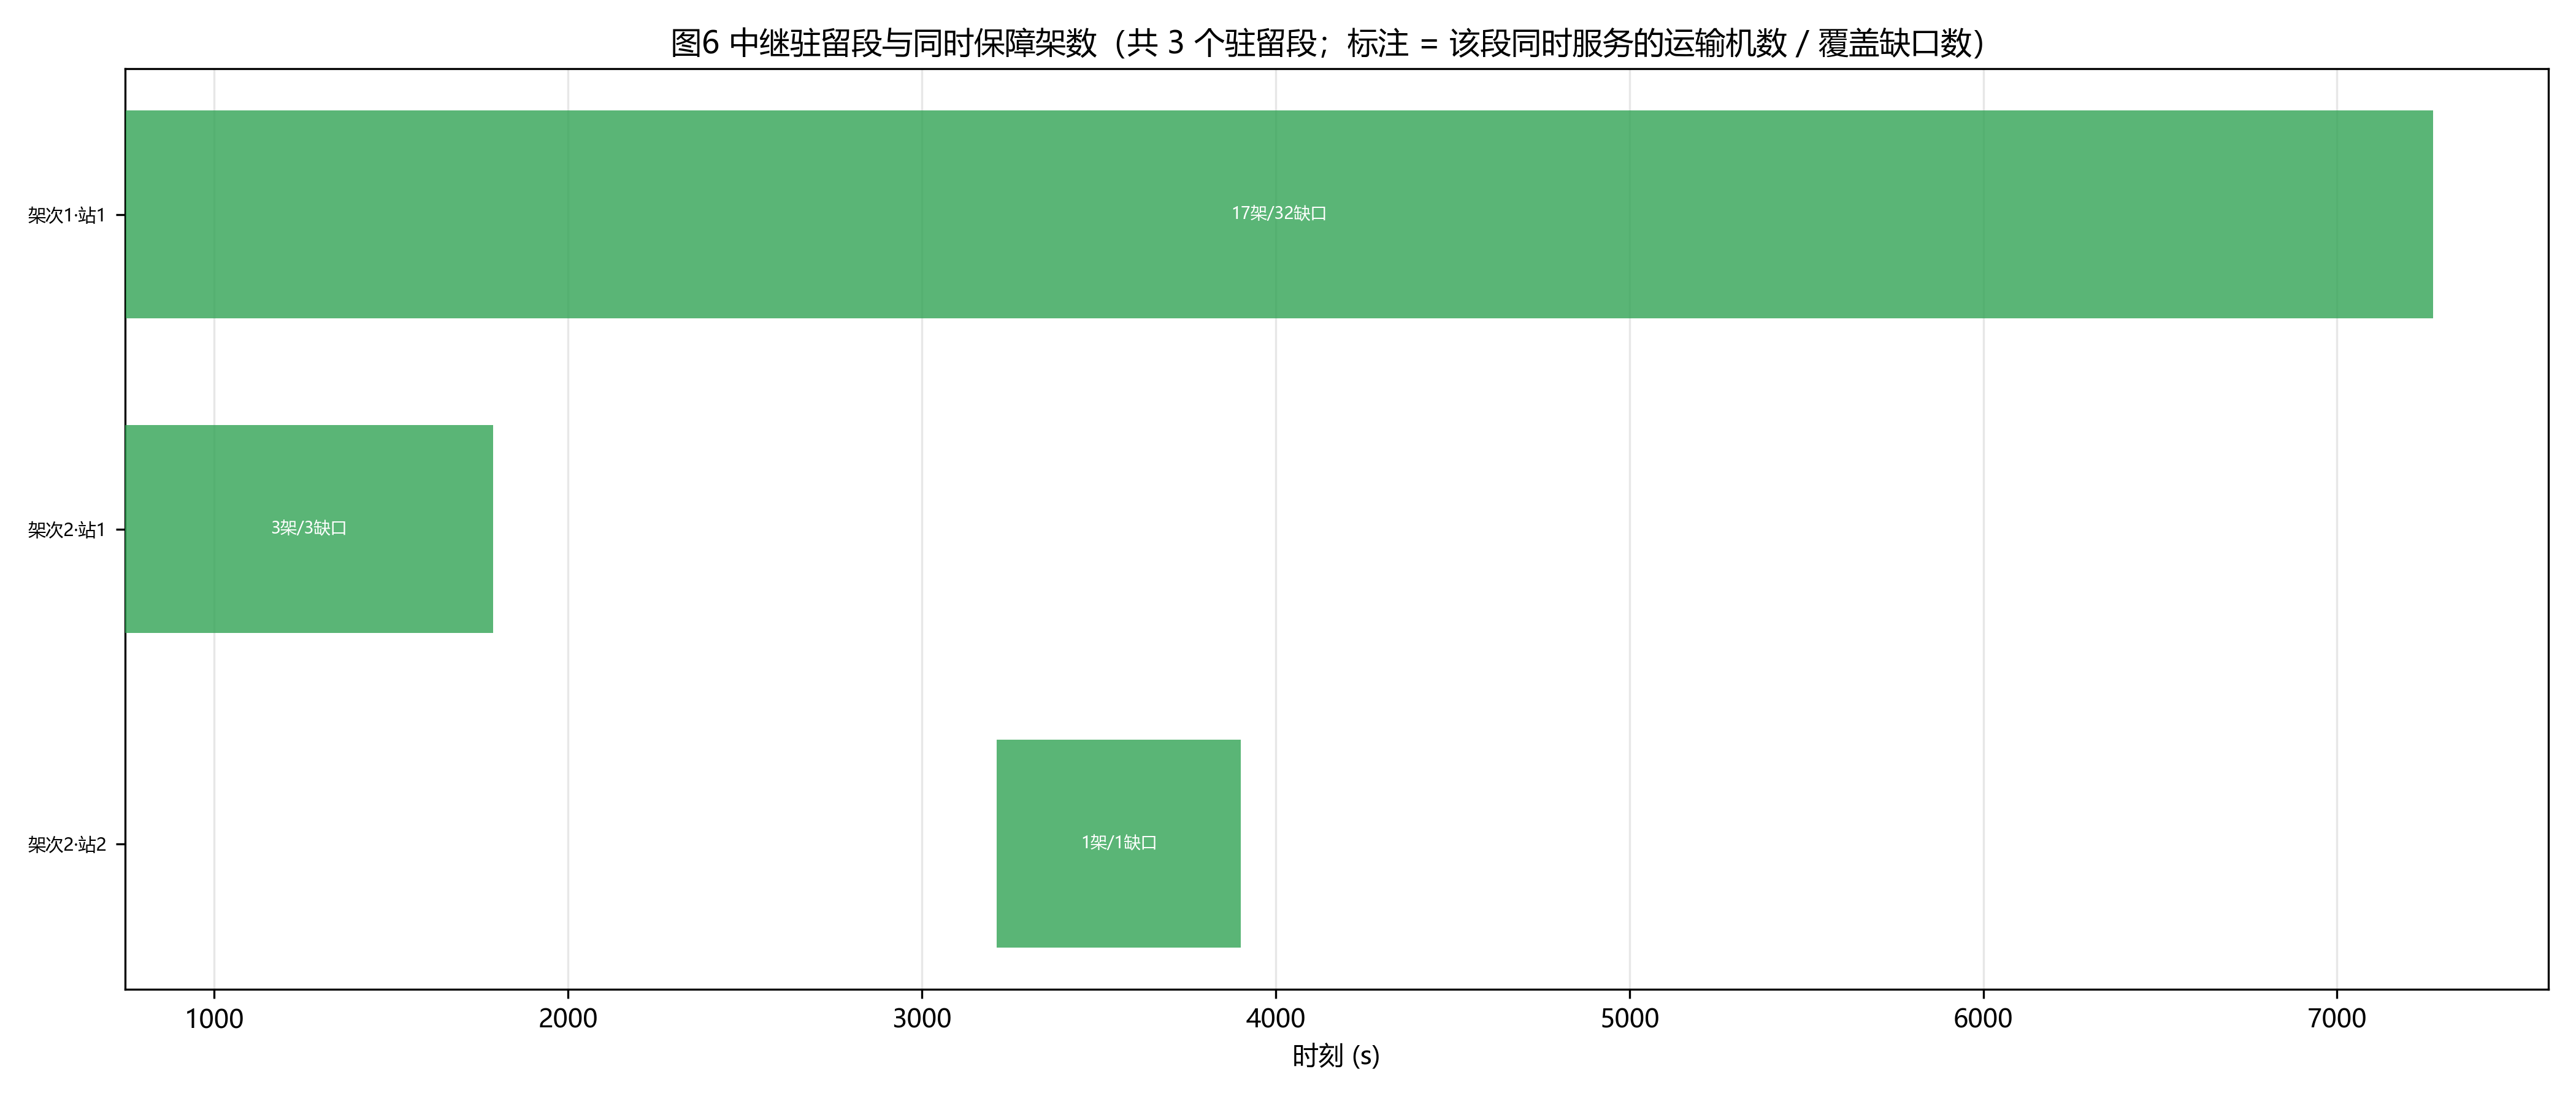 图6 中继驻留段与同时保障架数（共 3 个驻留段；标注 = 该段同时服务的运输机数 / 覆盖缺口数）
架次1·站1
17架/32缺口
架次2·站1
3架/3缺口
架次2·站2
1架/1缺口
1000 2000 3000 4000 5000 6000 7000
时刻 (s)